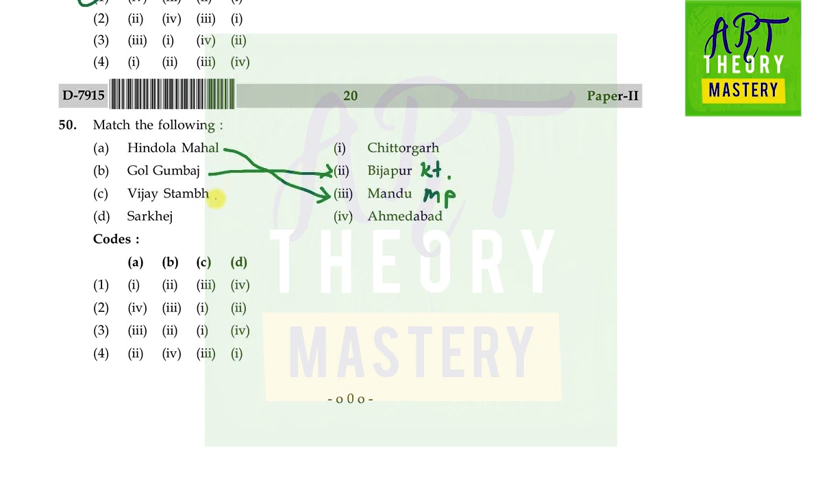 (2) (ii) (iv) (iii) (i)
(3) (iii) (i) (iv) (ii)
(4) (i) (ii) (iii) (iv)
ART
THEORY
MASTERY
D-7915 20 Paper-II
50. Match the following :
(a) Hindola Mahal (i) Chittorgarh
(b) Gol Gumbaj (ii) Bijapur Kt.
(c) Vijay Stambh (iii) Mandu MP
(d) Sarkhej (iv) Ahmedabad
Codes :
(a) (b) (c) (d)
(1) (i) (ii) (iii) (iv)
(2) (iv) (iii) (i) (ii)
(3) (iii) (ii) (i) (iv)
(4) (ii) (iv) (iii) (i)
- o 0 o -
ART
THEORY
MASTERY